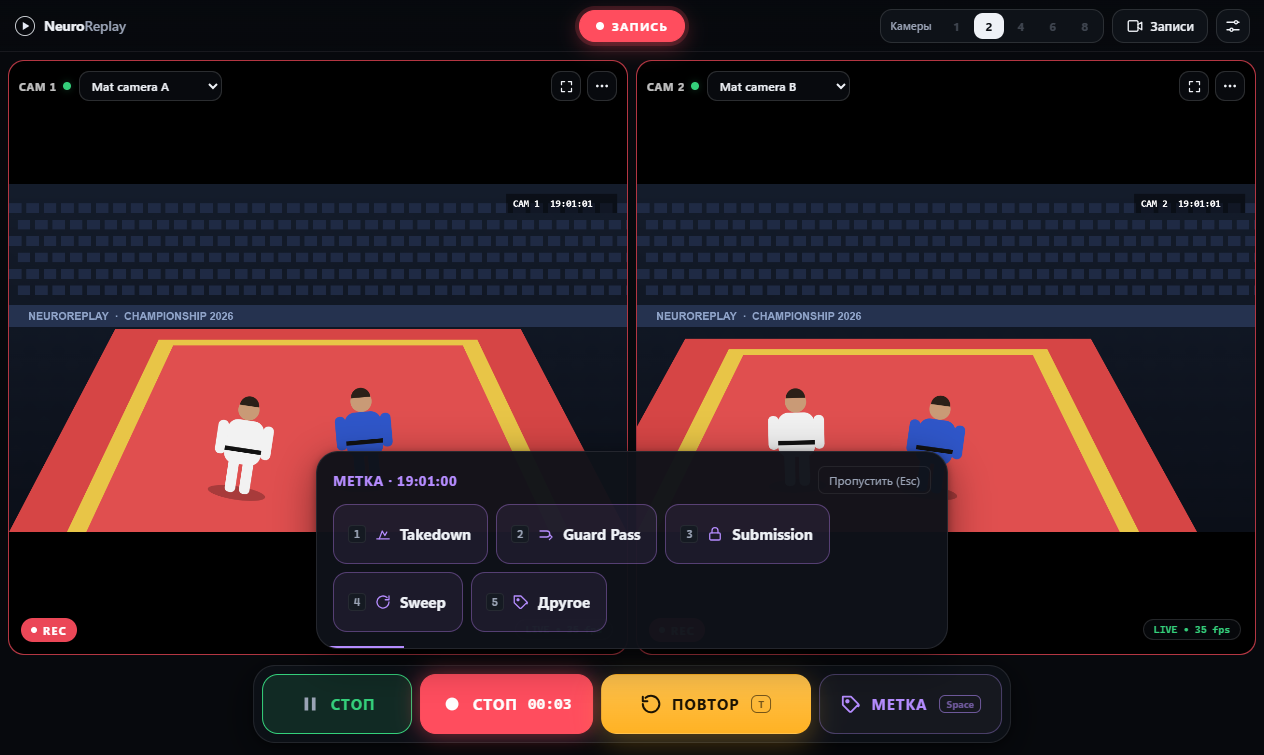 NeuroReplay
ЗАПИСЬ
Камеры 1 2 4 6 8
Записи
CAM 1 Mat camera A
CAM 2 Mat camera B
CAM 1 19:01:01
CAM 2 19:01:01
NEUROREPLAY · CHAMPIONSHIP 2026
NEUROREPLAY · CHAMPIONSHIP 2026
МЕТКА · 19:01:00
Пропустить (Esc)
1 Takedown
2 Guard Pass
3 Submission
4 Sweep
5 Другое
REC
LIVE • 35 fps
СТОП
СТОП 00:03
ПОВТОР T
МЕТКА Space